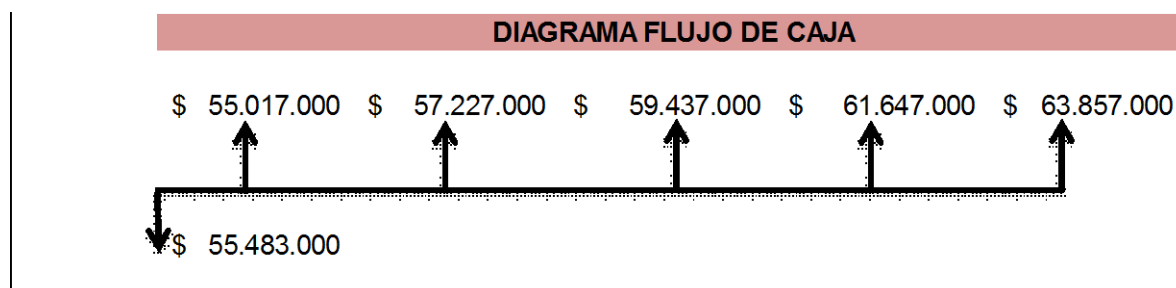 DIAGRAMA FLUJO DE CAJA
$ 55.017.000 $ 57.227.000 $ 59.437.000 $ 61.647.000 $ 63.857.000
$ 55.483.000